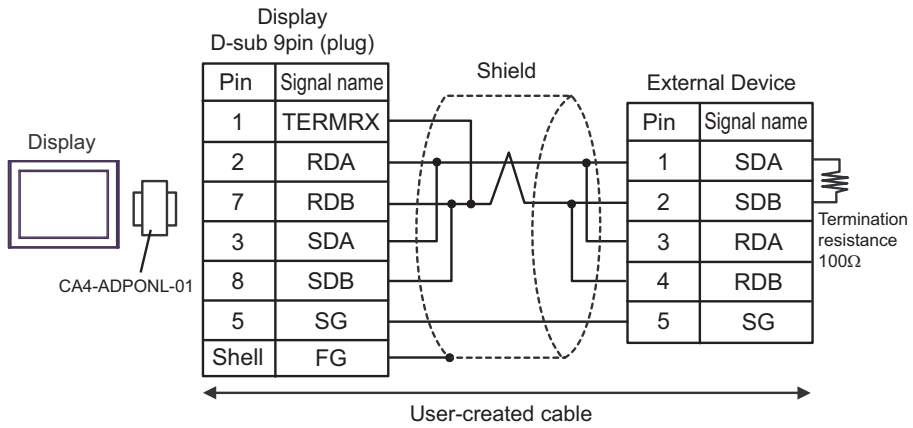 Display
D-sub 9pin (plug)
Shield
External Device
Display
CA4-ADPONL-01
Pin Signal name
1 TERMRX
2 RDA
7 RDB
3 SDA
8 SDB
5 SG
Shell FG
Pin Signal name
1 SDA
2 SDB
3 RDA
4 RDB
5 SG
Termination
resistance
100Ω
User-created cable